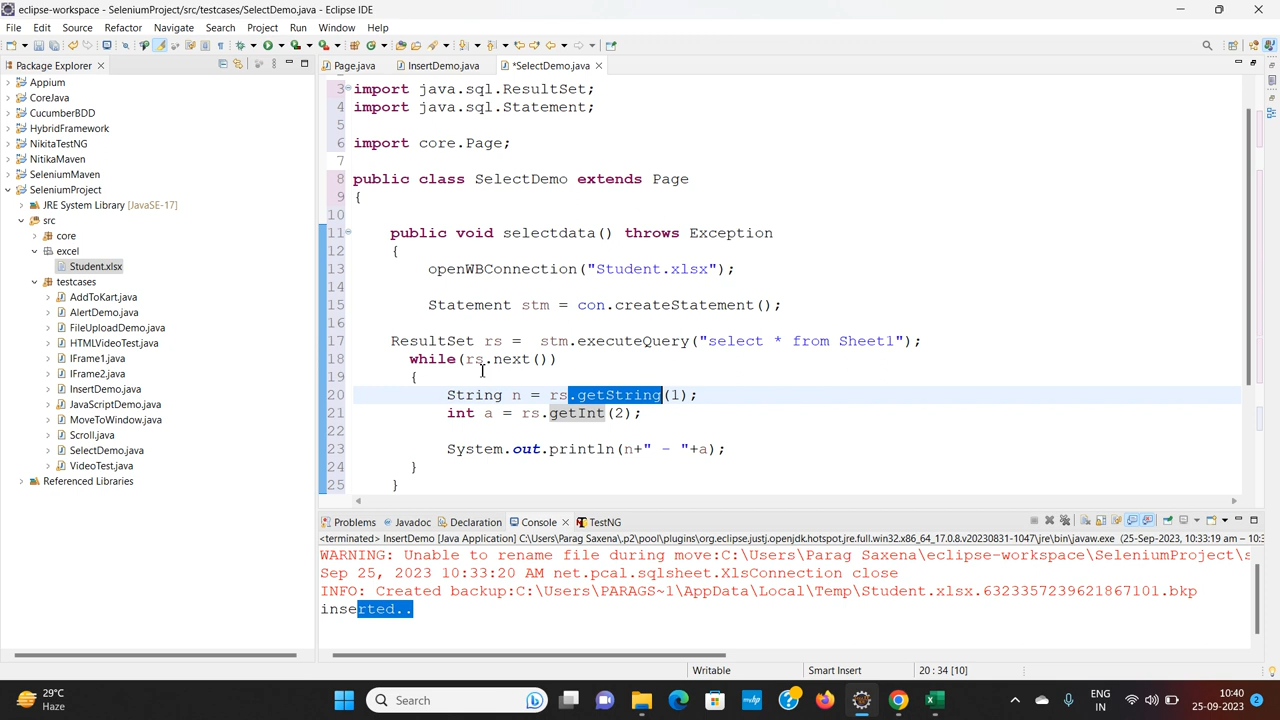 eclipse-workspace - SeleniumProject/src/testcases/SelectDemo.java - Eclipse IDE
File Edit Source Refactor Navigate Search Project Run Window Help
Package Explorer
Page.java InsertDemo.java *SelectDemo.java
Appium
CoreJava
CucumberBDD
HybridFramework
NikitaTestNG
NitikaMaven
SeleniumMaven
SeleniumProject
JRE System Library [JavaSE-17]
src
core
excel
Student.xlsx
testcases
AddToKart.java
AlertDemo.java
FileUploadDemo.java
HTMLVideoTest.java
IFrame1.java
IFrame2.java
InsertDemo.java
JavaScriptDemo.java
MoveToWindow.java
Scroll.java
SelectDemo.java
VideoTest.java
Referenced Libraries
3 import java.sql.ResultSet;
4 import java.sql.Statement;
5
6 import core.Page;
7
8 public class SelectDemo extends Page
9 {
10
11 public void selectdata() throws Exception
12 {
13 openWBConnection("Student.xlsx");
14
15 Statement stm = con.createStatement();
16
17 ResultSet rs = stm.executeQuery("select * from Sheet1");
18 while(rs.next())
19 {
20 String n = rs.getString(1);
21 int a = rs.getInt(2);
22
23 System.out.println(n+" - "+a);
24 }
25 }
Problems Javadoc Declaration Console TestNG
<terminated> InsertDemo [Java Application] C:\Users\Parag Saxena\.p2\pool\plugins\org.eclipse.justj.openjdk.hotspot.jre.full.win32.x86_64_17.0.8.v20230831-1047\jre\bin\javaw.exe (25-Sep-2023, 10:33:19 am – 10:3
WARNING: Unable to rename file during move:C:\Users\Parag Saxena\eclipse-workspace\SeleniumProject\s
Sep 25, 2023 10:33:20 AM net.pcal.sqlsheet.XlsConnection close
INFO: Created backup:C:\Users\PARAGS~1\AppData\Local\Temp\Student.xlsx.6323357239621867101.bkp
inserted..
Writable Smart Insert 20 : 34 [10]
29°C
Haze
Search
ENG
IN
10:40
25-09-2023